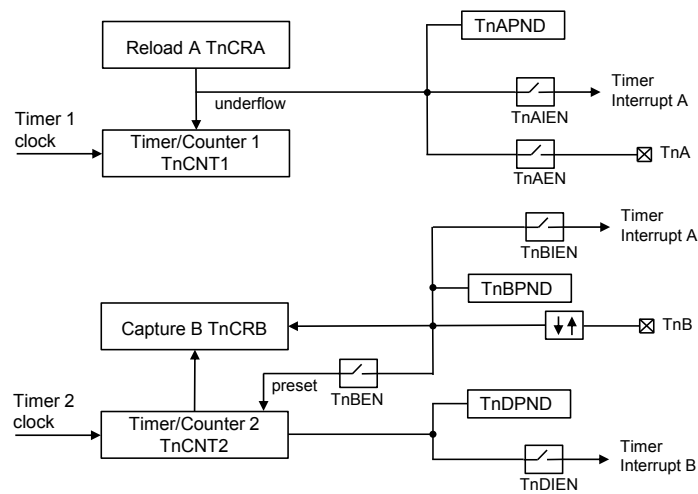 TnAPND
Reload A TnCRA
underflow
Timer
Interrupt A
TnAIEN
Timer 1
clock
Timer/Counter 1
TnCNT1
TnA
TnAEN
Timer
Interrupt A
TnBIEN
TnBPND
Capture B TnCRB
TnB
preset
TnBEN
Timer 2
clock
Timer/Counter 2
TnCNT2
TnDPND
Timer
Interrupt B
TnDIEN